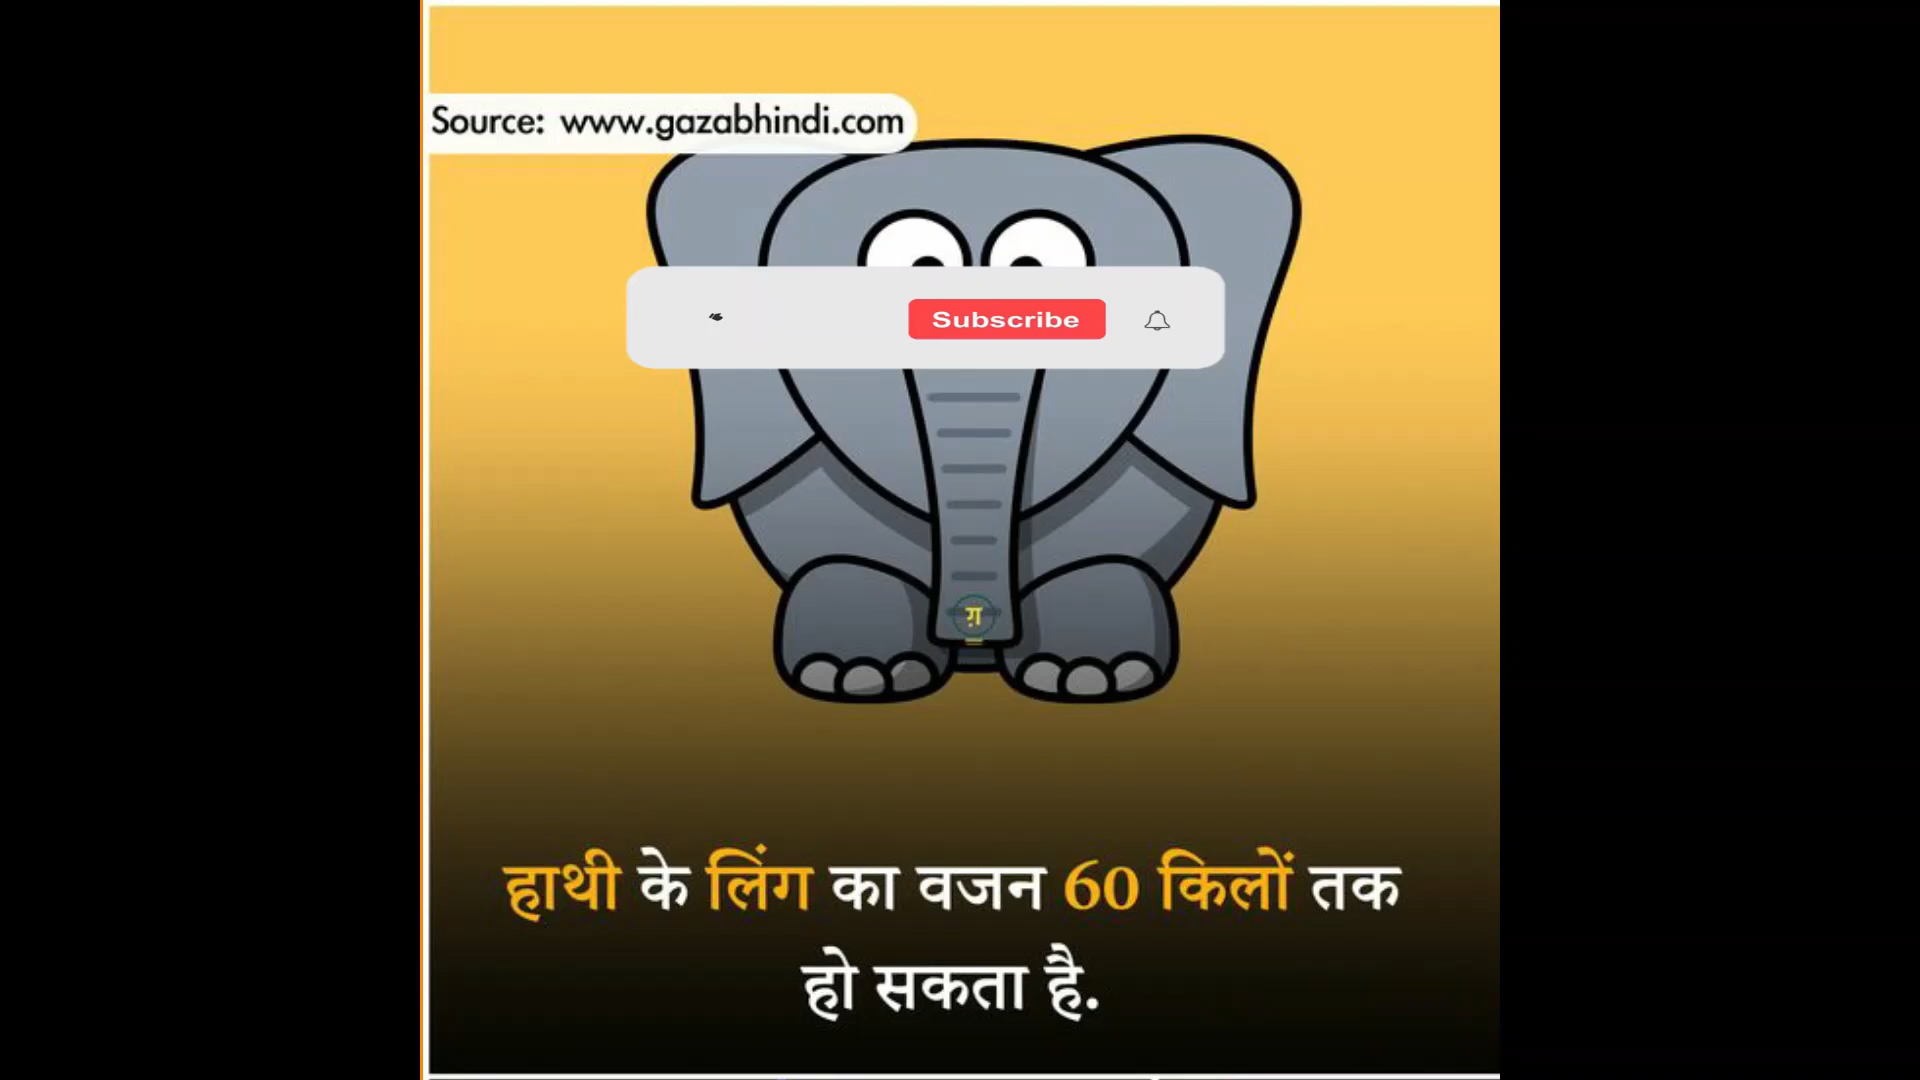 Source: www.gazabhindi.com
Subscribe
ग़
हाथी के लिंग का वजन 60 किलों तक
हो सकता है.